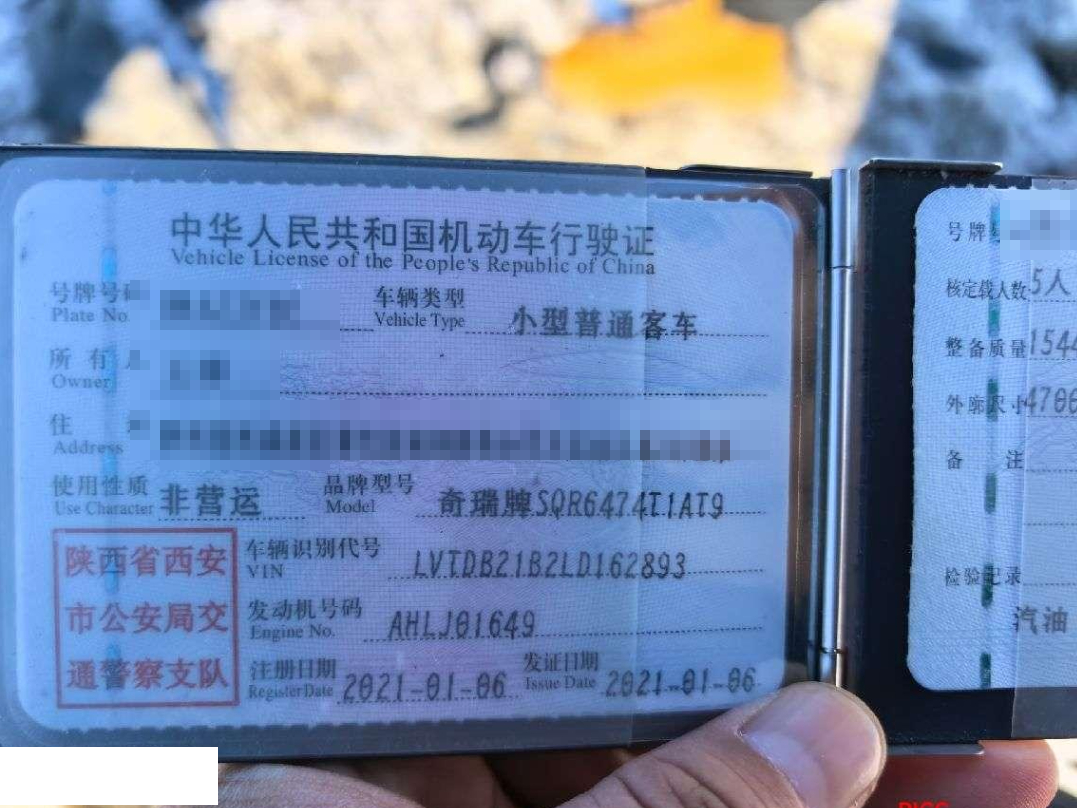 中华人民共和国机动车行驶证
Vehicle License of the People's Republic of China
号牌号码
Plate No.
车辆类型
Vehicle Type
小型普通客车
所有人
Owner
住
Address
使用性质
Use Character
非营运
品牌型号
Model
奇瑞牌SQR6474T1AT9
陕西省西安
市公安局交
通警察支队
车辆识别代号
VIN
LVTDB21B2LD162893
发动机号码
Engine No.
AHLJ01649
注册日期
Register Date
2021-01-06
发证日期
Issue Date
2021-01-06
号牌
核定载人数 5人
整备质量 154
外廓尺寸 470
备 注
检验记录
汽油
PICC